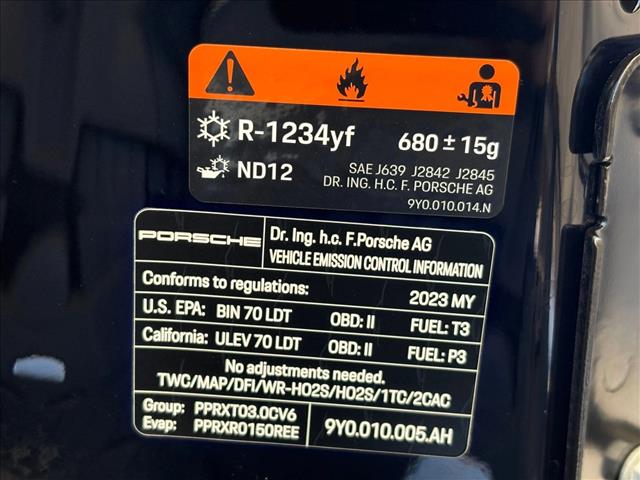 R-1234yf 680 ± 15g
ND12
SAE J639 J2842 J2845
DR. ING. H.C. F. PORSCHE AG
9Y0.010.014.N
PORSCHE
Dr. Ing. h.c. F.Porsche AG
VEHICLE EMISSION CONTROL INFORMATION
Conforms to regulations: 2023 MY
U.S. EPA: BIN 70 LDT OBD: II FUEL: T3
California: ULEV 70 LDT OBD: II FUEL: P3
No adjustments needed.
TWC/MAP/DFI/WR-HO2S/HO2S/1TC/2CAC
Group: PPRXT03.0CV6
Evap: PPRXR0150REE
9Y0.010.005.AH